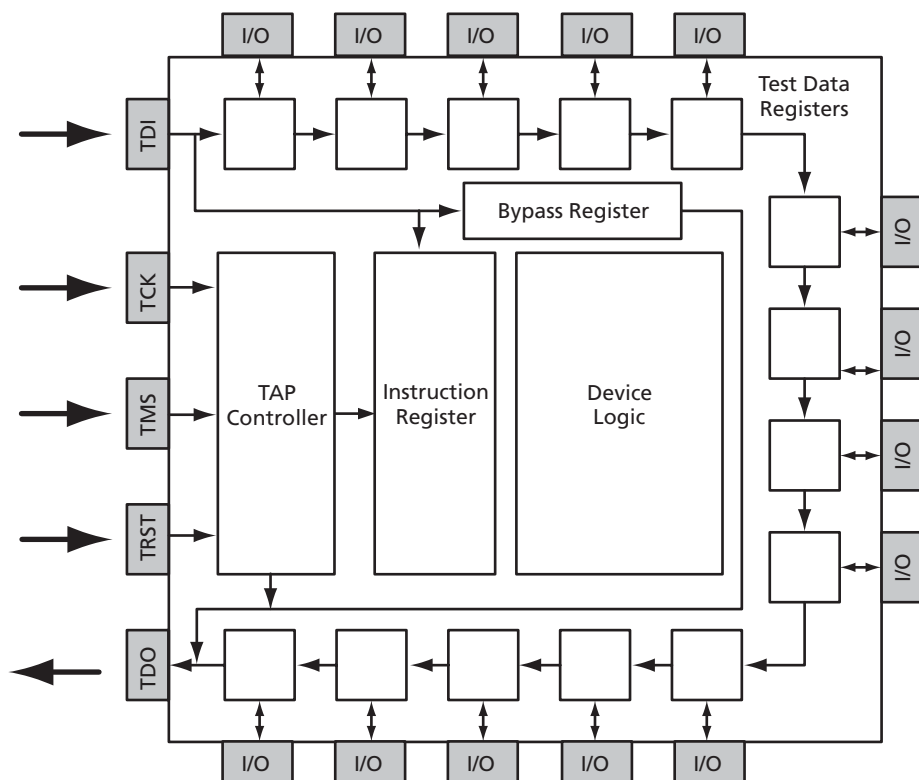 I/O
I/O
I/O
I/O
I/O
Test Data
Registers
TDI
Bypass Register
I/O
TCK
I/O
TAP
Controller
Instruction
Register
Device
Logic
TMS
I/O
TRST
I/O
TDO
I/O
I/O
I/O
I/O
I/O